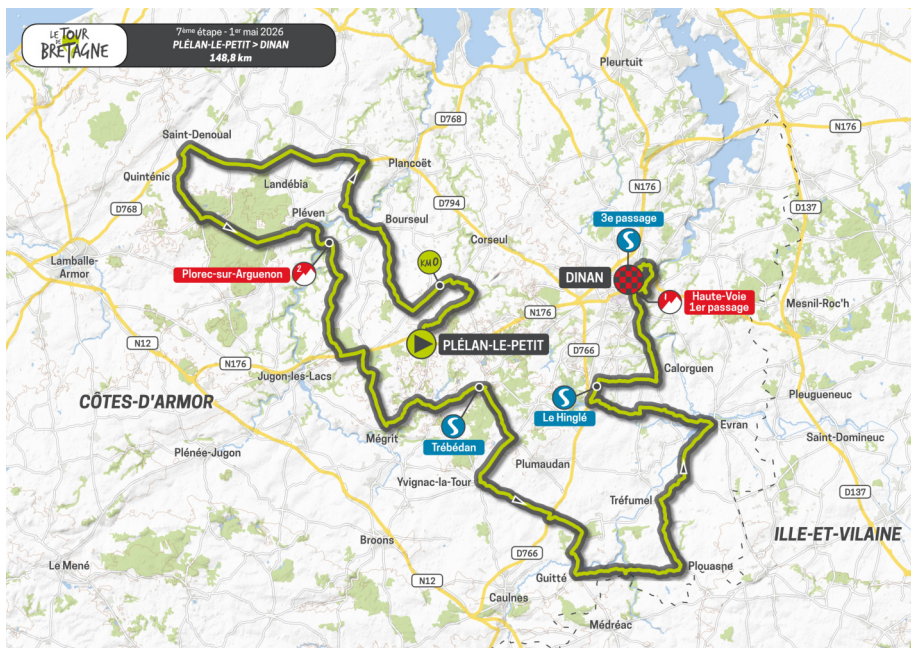 LE TOUR
DE
BRETAGNE
7ème étape - 1er mai 2026
PLÉLAN-LE-PETIT > DINAN
148,8 km
Pleurtuit
D768
N176
Saint-Denoual
Plancoët
Quinténic
Landébia
N176
D768
Pléven
D794
D137
Bourseul
3e passage
Corseul
Lamballe-
Armor
Plorec-sur-Arguenon
2
KM 0
DINAN
1
Haute-Voie
1er passage
Mesnil-Roc'h
N176
PLÉLAN-LE-PETIT
N12
D766
N176
Jugon-les-Lacs
Calorguen
CÔTES-D'ARMOR
Pleugueneuc
Le Hinglé
Evran
Mégrit
Trébédan
Saint-Domineuc
Plénée-Jugon
Plumaudan
Yvignac-la-Tour
D137
Tréfumel
ILLE-ET-VILAINE
Broons
D766
Le Mené
Plouasne
N12
Guitté
Caulnes
Médréac